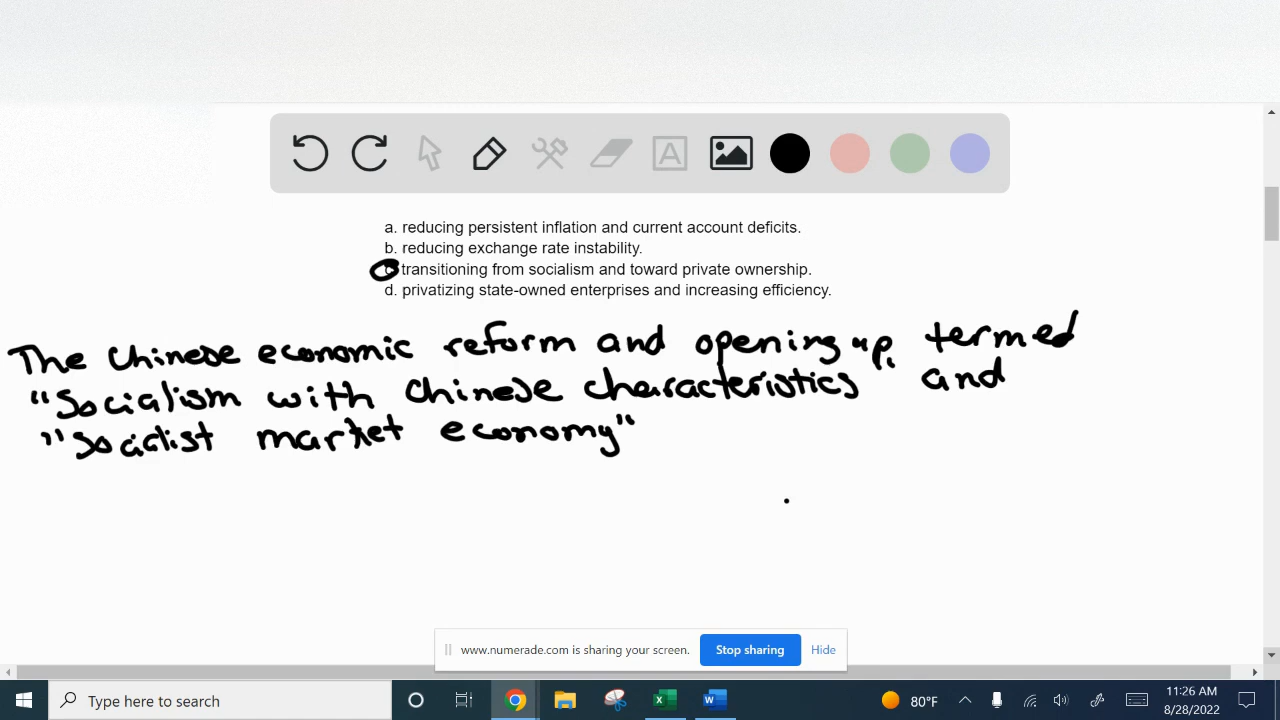 A
a. reducing persistent inflation and current account deficits.
b. reducing exchange rate instability.
c. transitioning from socialism and toward private ownership.
d. privatizing state-owned enterprises and increasing efficiency.
The Chinese economic reform and opening up, termed
"Socialism with Chinese characteristics" and
"Socialist market economy"
www.numerade.com is sharing your screen. Stop sharing Hide
Type here to search
80°F
11:26 AM
8/28/2022